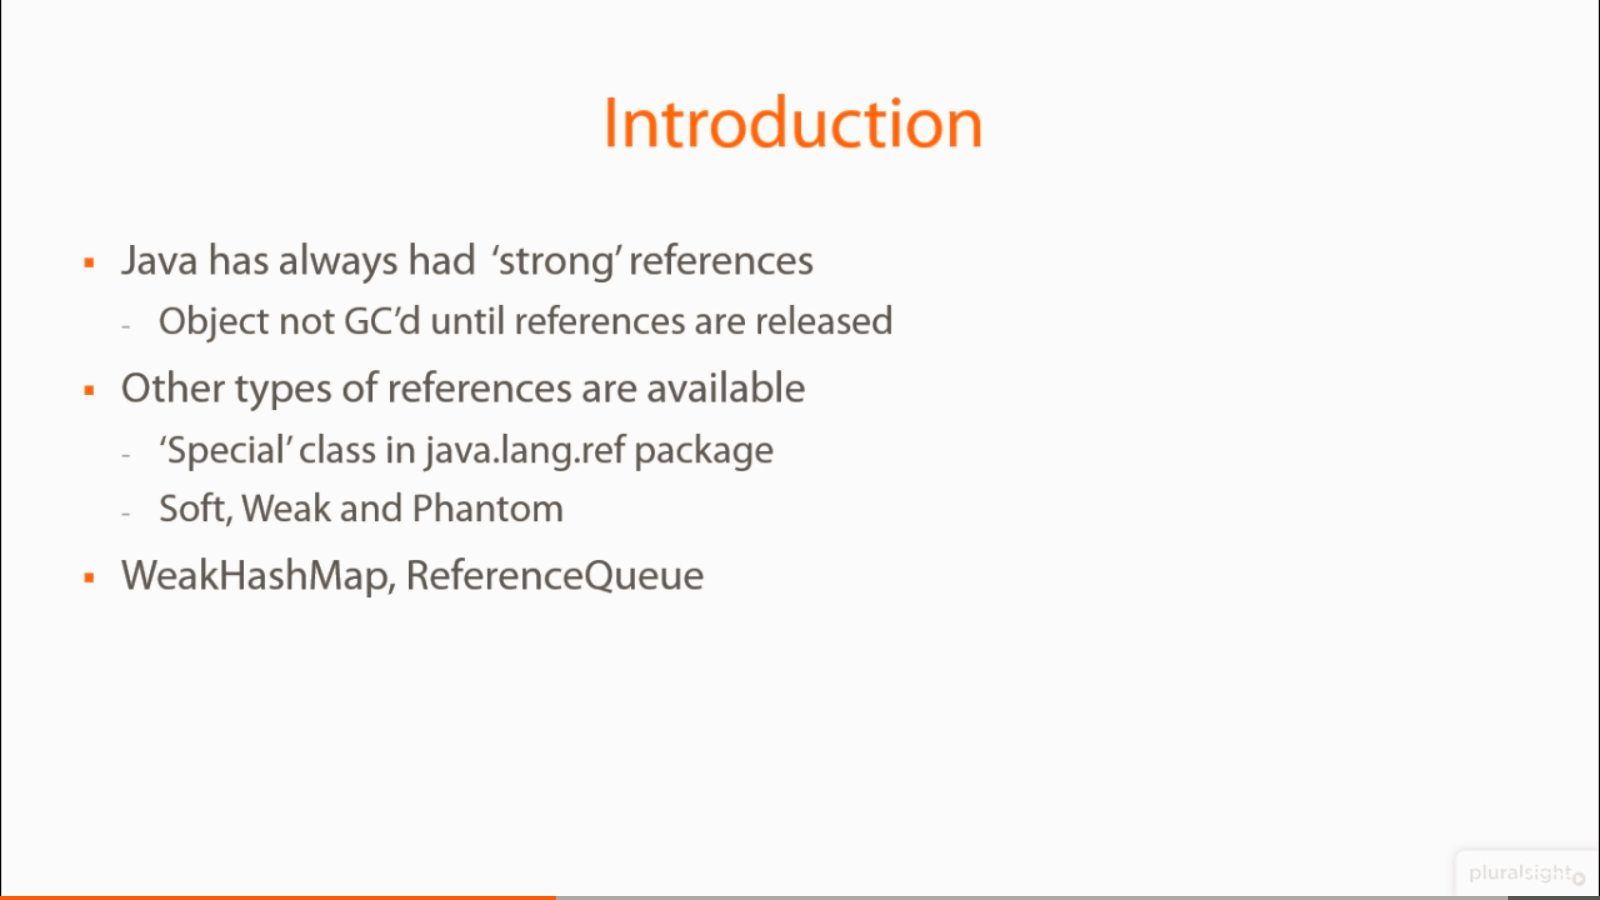 Introduction
▪ Java has always had 'strong' references
- Object not GC'd until references are released
▪ Other types of references are available
- 'Special' class in java.lang.ref package
- Soft, Weak and Phantom
▪ WeakHashMap, ReferenceQueue
pluralsight